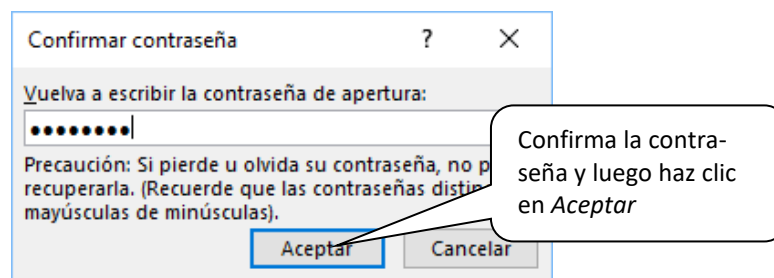 Confirmar contraseña ? ×
Vuelva a escribir la contraseña de apertura:
●●●●●●●●
Precaución: Si pierde u olvida su contraseña, no
recuperarla. (Recuerde que las contraseñas
mayúsculas de minúsculas).
Aceptar Cancelar
Confirma la contra-
seña y luego haz clic
en Aceptar